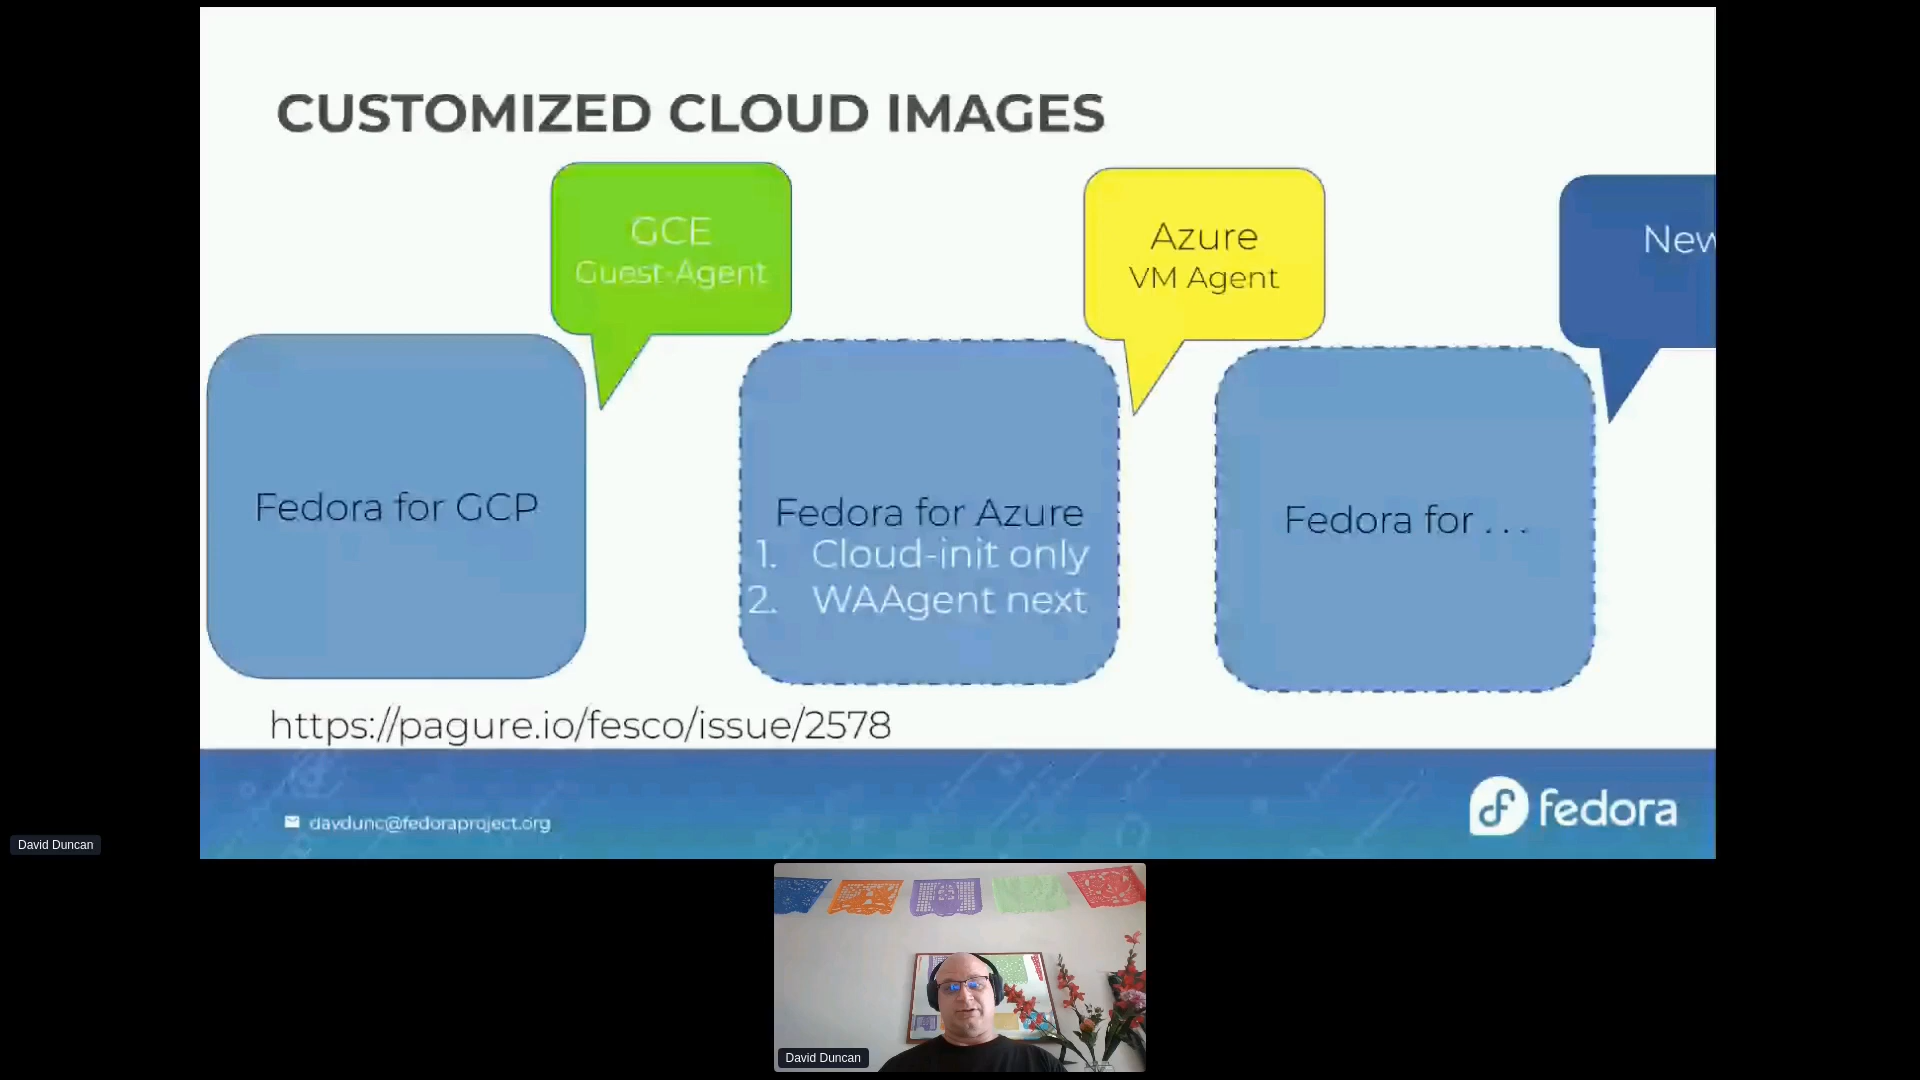 CUSTOMIZED CLOUD IMAGES
GCE
Guest-Agent
Azure
VM Agent
New
Fedora for GCP
Fedora for Azure
1. Cloud-init only
2. WAAgent next
Fedora for . . .
https://pagure.io/fesco/issue/2578
davdunc@fedoraproject.org
fedora
David Duncan
David Duncan